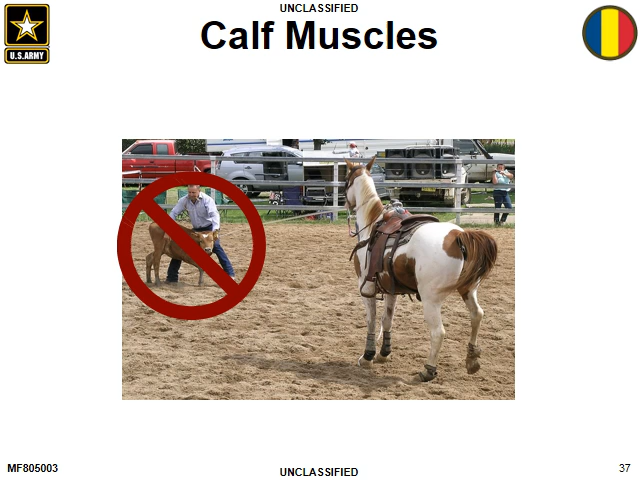 UNCLASSIFIED
Calf Muscles
U.S.ARMY
MF805003
UNCLASSIFIED
37